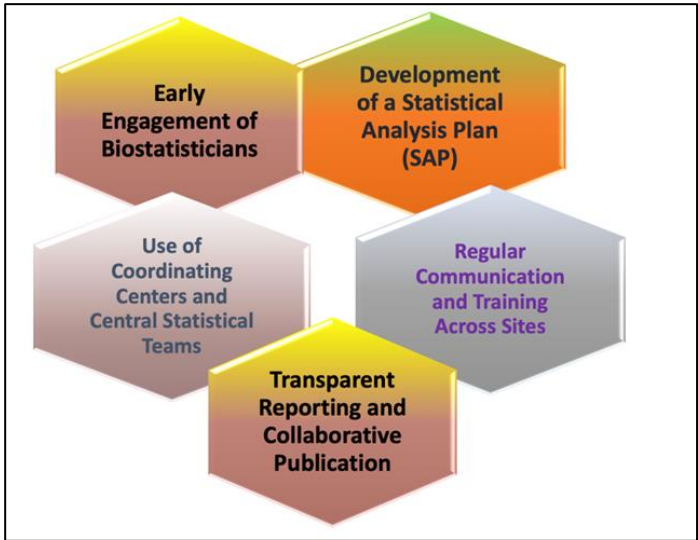 Early
Engagement of
Biostatisticians
Development
of a Statistical
Analysis Plan
(SAP)
Use of
Coordinating
Centers and
Central Statistical
Teams
Regular
Communication
and Training
Across Sites
Transparent
Reporting and
Collaborative
Publication